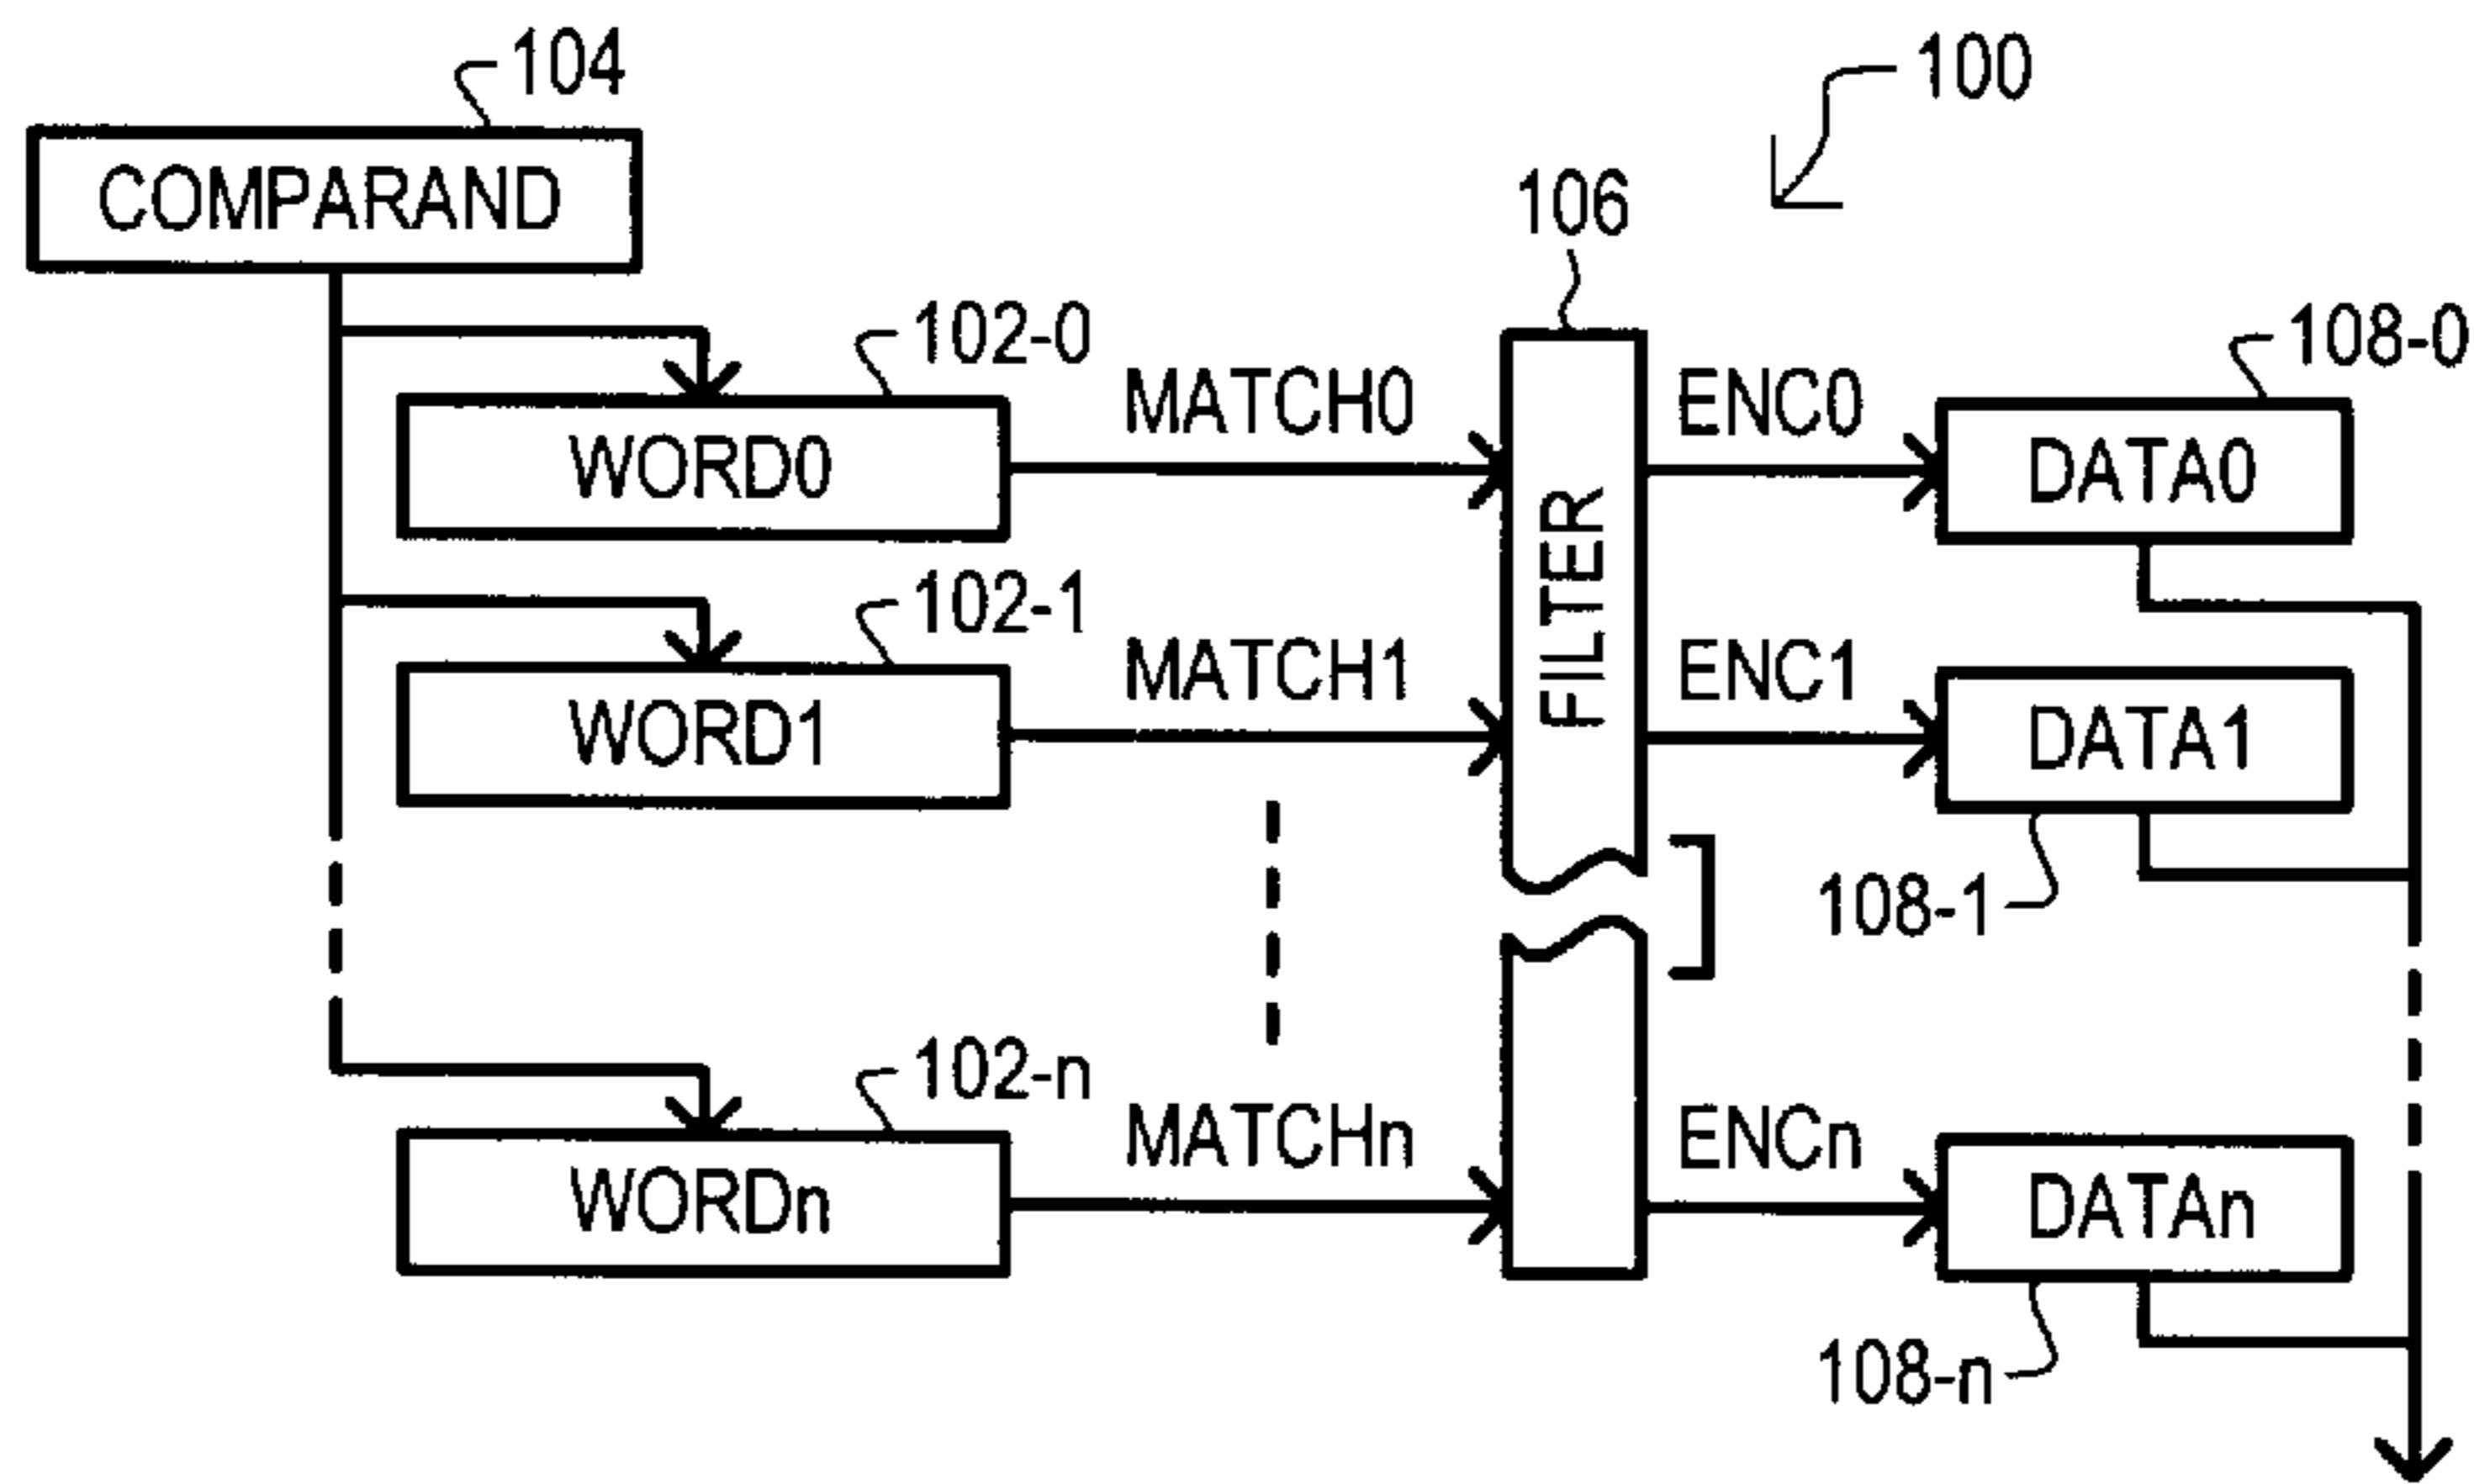 104
100
COMPARAND
106
102-0
108-0
MATCH0
ENC0
WORD0
DATA0
FILTER
102-1
MATCH1
ENC1
WORD1
DATA1
108-1
102-n
MATCHn
ENCn
WORDn
DATAn
108-n